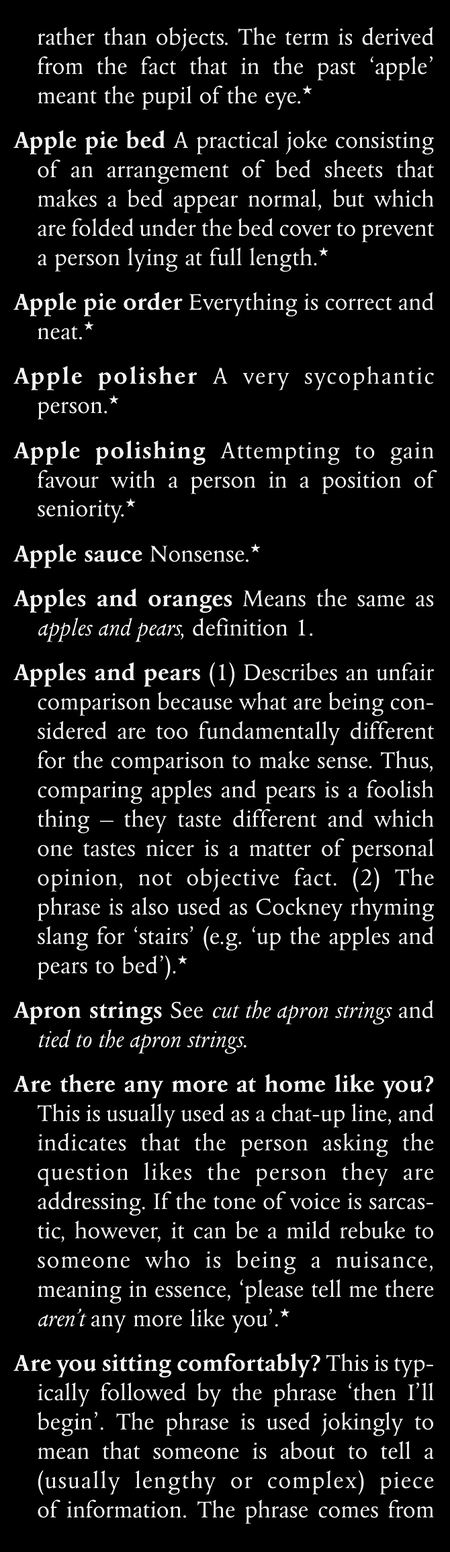 rather than objects. The term is derived
from the fact that in the past ‘apple’
meant the pupil of the eye.★
Apple pie bed A practical joke consisting
of an arrangement of bed sheets that
makes a bed appear normal, but which
are folded under the bed cover to prevent
a person lying at full length.★
Apple pie order Everything is correct and
neat.★
Apple polisher A very sycophantic
person.★
Apple polishing Attempting to gain
favour with a person in a position of
seniority.★
Apple sauce Nonsense.★
Apples and oranges Means the same as
apples and pears, definition 1.
Apples and pears (1) Describes an unfair
comparison because what are being con-
sidered are too fundamentally different
for the comparison to make sense. Thus,
comparing apples and pears is a foolish
thing – they taste different and which
one tastes nicer is a matter of personal
opinion, not objective fact. (2) The
phrase is also used as Cockney rhyming
slang for ‘stairs’ (e.g. ‘up the apples and
pears to bed’).★
Apron strings See cut the apron strings and
tied to the apron strings.
Are there any more at home like you?
This is usually used as a chat-up line, and
indicates that the person asking the
question likes the person they are
addressing. If the tone of voice is sarcas-
tic, however, it can be a mild rebuke to
someone who is being a nuisance,
meaning in essence, ‘please tell me there
aren’t any more like you’.★
Are you sitting comfortably? This is typ-
ically followed by the phrase ‘then I’ll
begin’. The phrase is used jokingly to
mean that someone is about to tell a
(usually lengthy or complex) piece
of information. The phrase comes from